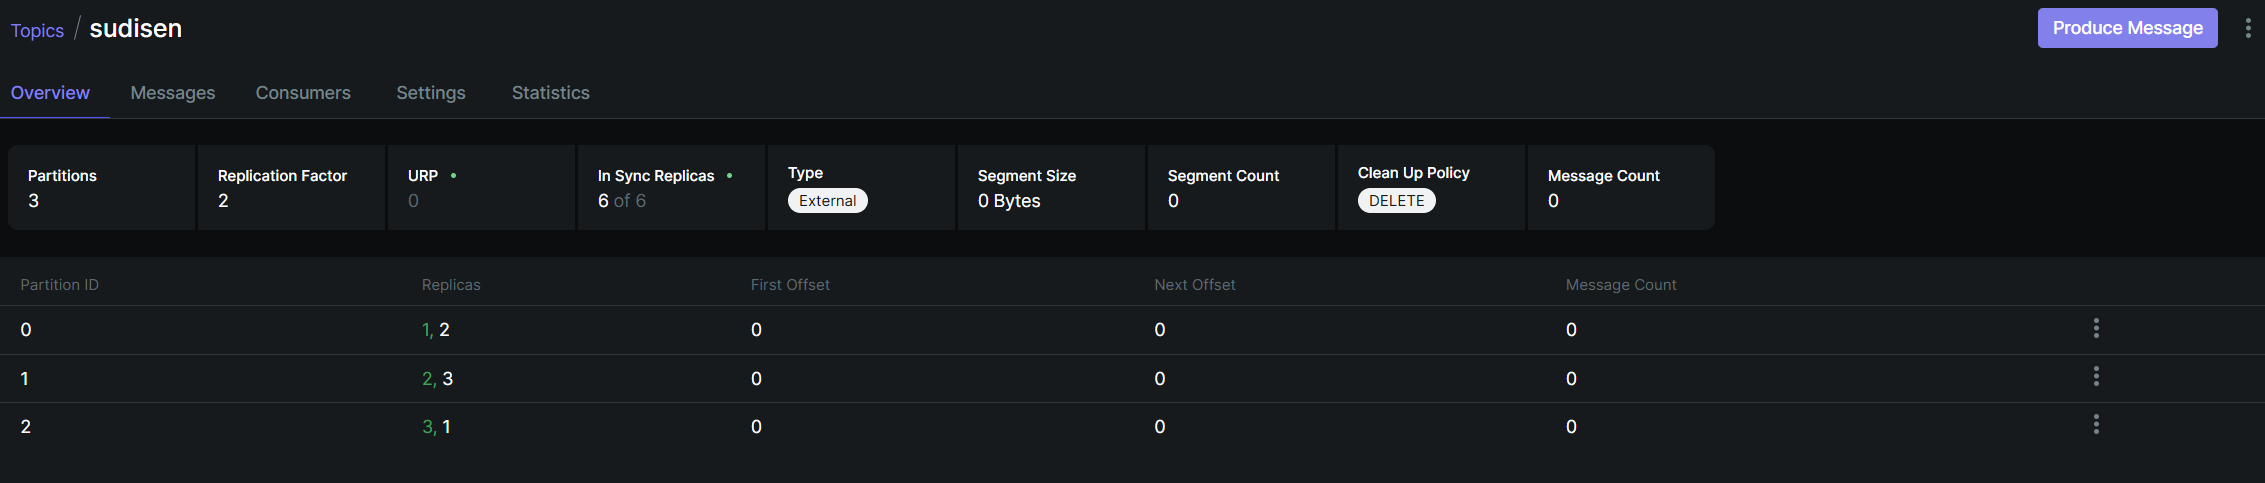 Topics / sudisen
Produce Message
Overview Messages Consumers Settings Statistics
Partitions Replication Factor URP In Sync Replicas Type Segment Size Segment Count Clean Up Policy Message Count
3 2 0 6 of 6 External 0 Bytes 0 DELETE 0
Partition ID Replicas First Offset Next Offset Message Count
0 1, 2 0 0 0
1 2, 3 0 0 0
2 3, 1 0 0 0